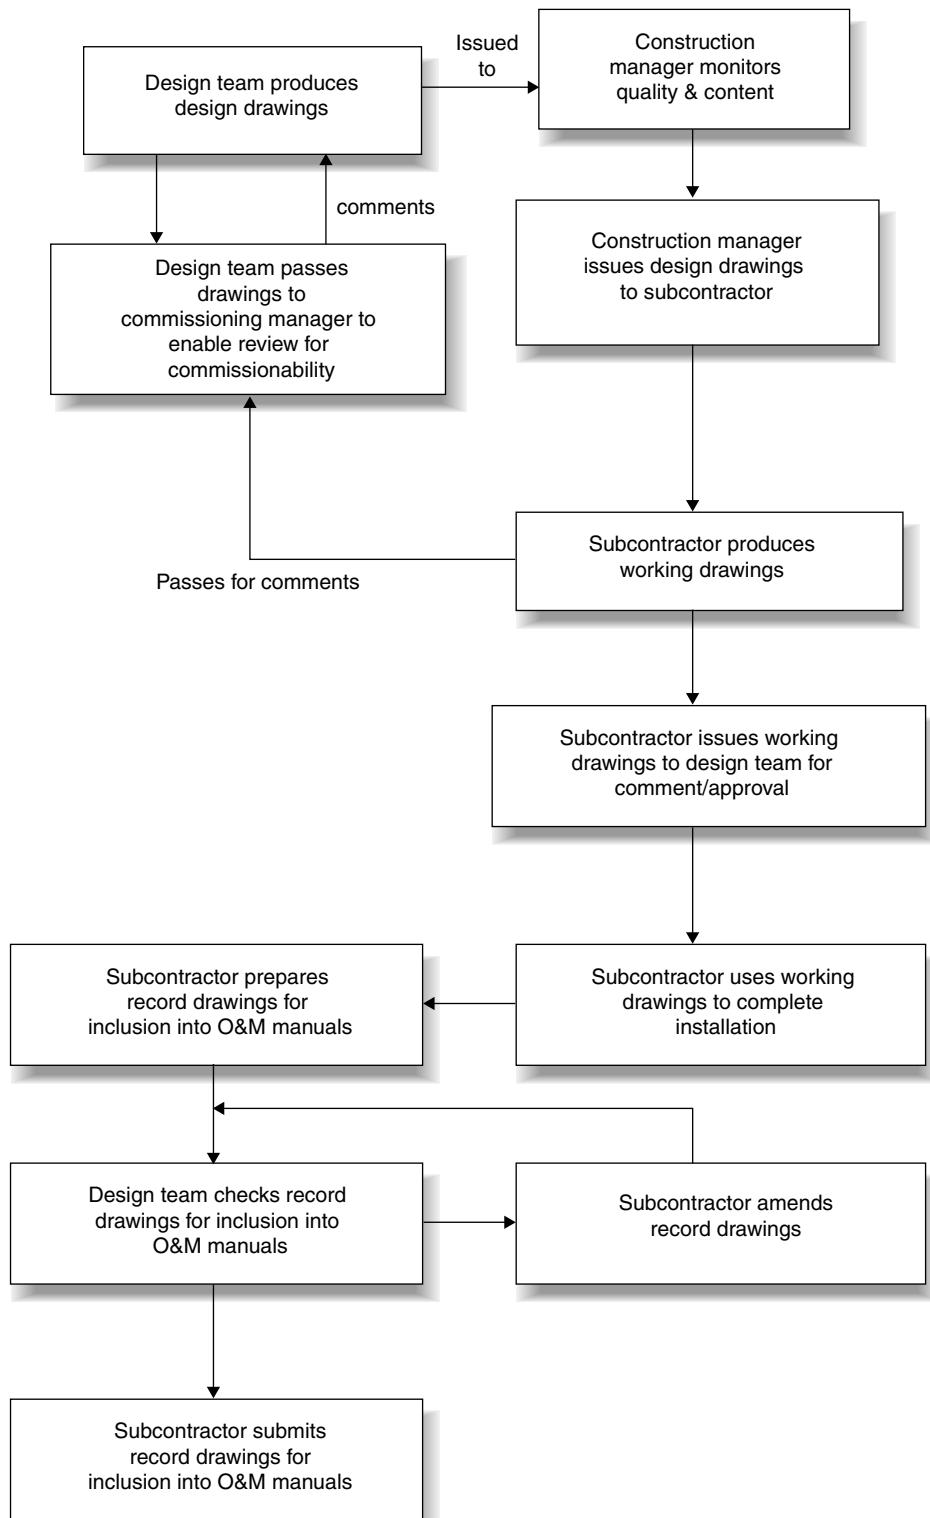 Design team produces
design drawings
Issued
to
Construction
manager monitors
quality & content
comments
Design team passes
drawings to
commissioning manager to
enable review for
commissionability
Construction manager
issues design drawings
to subcontractor
Subcontractor produces
working drawings
Passes for comments
Subcontractor issues working
drawings to design team for
comment/approval
Subcontractor prepares
record drawings for
inclusion into O&M manuals
Subcontractor uses working
drawings to complete
installation
Design team checks record
drawings for inclusion into
O&M manuals
Subcontractor amends
record drawings
Subcontractor submits
record drawings for
inclusion into O&M manuals